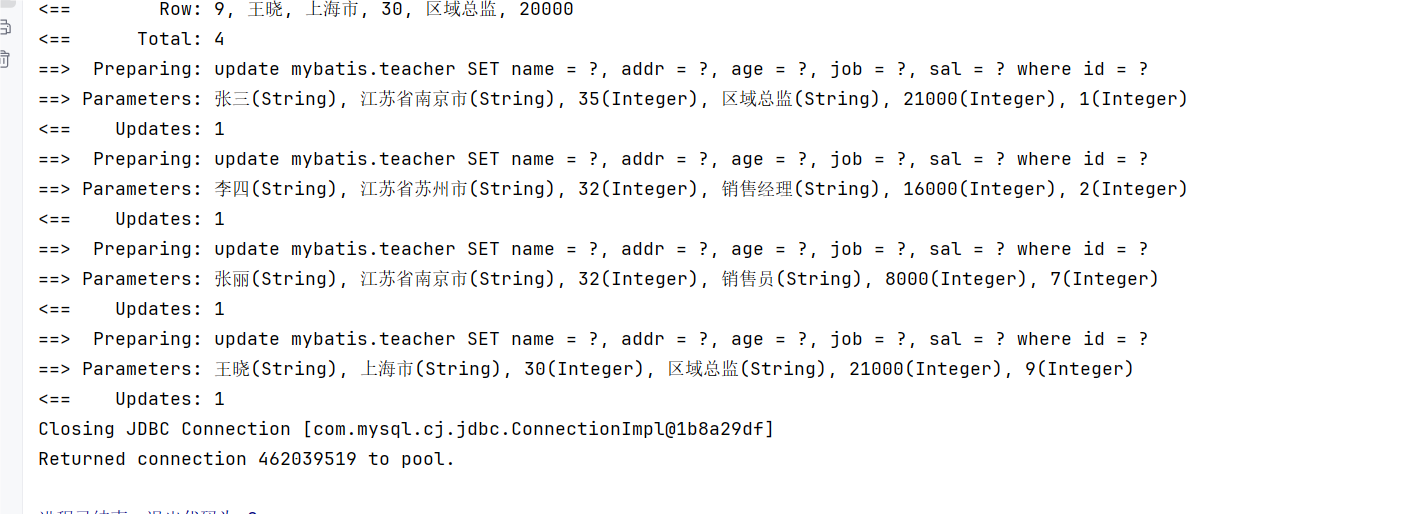 <==        Row: 9, 王晓, 上海市, 30, 区域总监, 20000
<==      Total: 4
==>  Preparing: update mybatis.teacher SET name = ?, addr = ?, age = ?, job = ?, sal = ? where id = ?
==> Parameters: 张三(String), 江苏省南京市(String), 35(Integer), 区域总监(String), 21000(Integer), 1(Integer)
<==    Updates: 1
==>  Preparing: update mybatis.teacher SET name = ?, addr = ?, age = ?, job = ?, sal = ? where id = ?
==> Parameters: 李四(String), 江苏省苏州市(String), 32(Integer), 销售经理(String), 16000(Integer), 2(Integer)
<==    Updates: 1
==>  Preparing: update mybatis.teacher SET name = ?, addr = ?, age = ?, job = ?, sal = ? where id = ?
==> Parameters: 张丽(String), 江苏省南京市(String), 32(Integer), 销售员(String), 8000(Integer), 7(Integer)
<==    Updates: 1
==>  Preparing: update mybatis.teacher SET name = ?, addr = ?, age = ?, job = ?, sal = ? where id = ?
==> Parameters: 王晓(String), 上海市(String), 30(Integer), 区域总监(String), 21000(Integer), 9(Integer)
<==    Updates: 1
Closing JDBC Connection [com.mysql.cj.jdbc.ConnectionImpl@1b8a29df]
Returned connection 462039519 to pool.